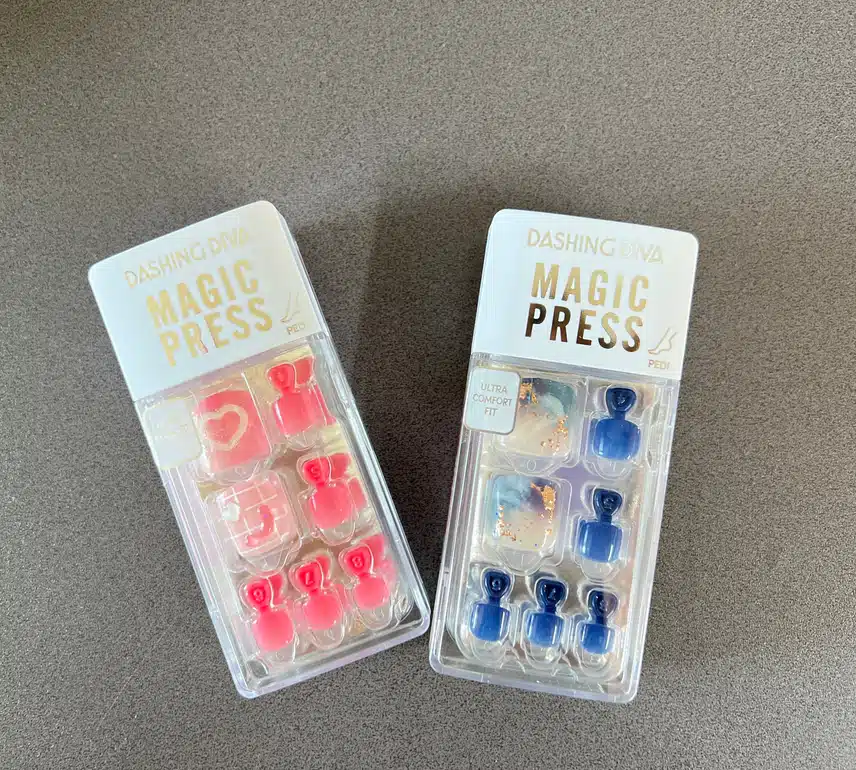 DASHING DIVA
MAGIC
PRESS
PEDI
DASHING DIVA
MAGIC
PRESS
PEDI
ULTRA
COMFORT
FIT